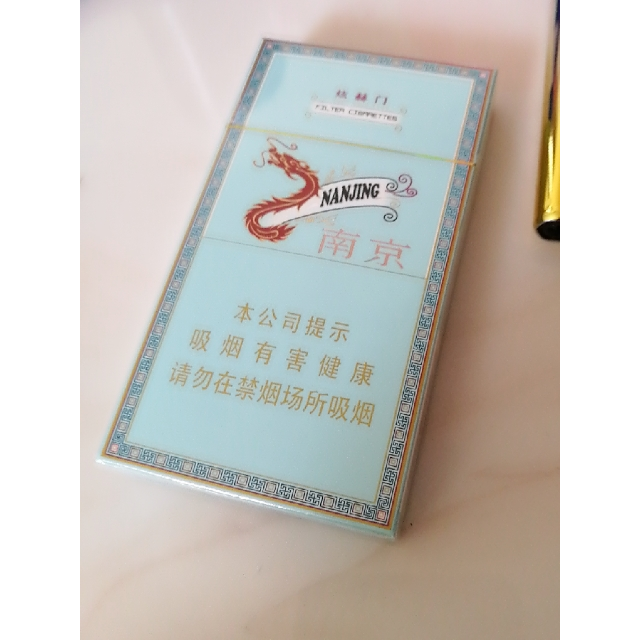 炫赫门
FILTER CIGARETTES
NANJING
南京
本公司提示
吸烟有害健康
请勿在禁烟场所吸烟